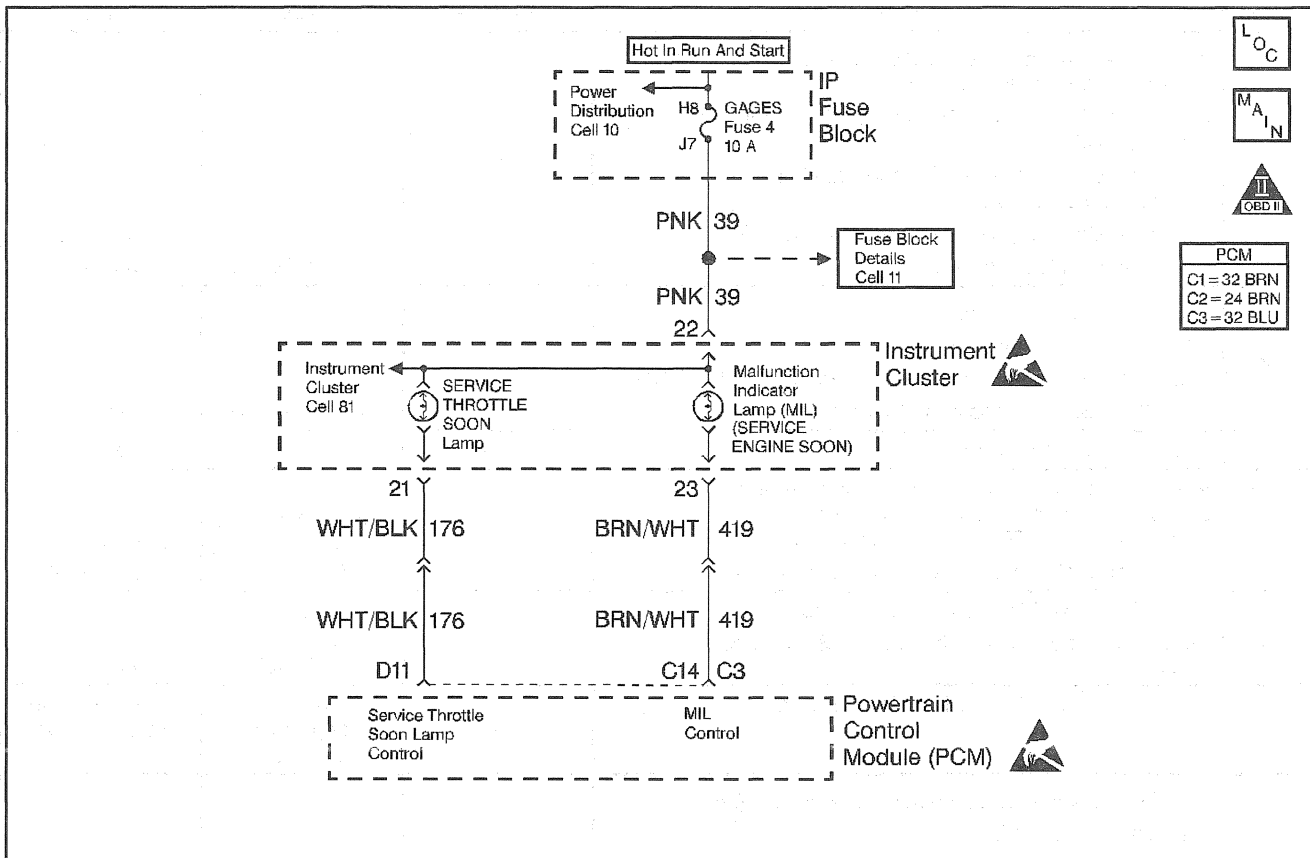 Hot In Run And Start
L
O
C
M
A
I
N
II
OBD II
PCM
C1=32 BRN
C2=24 BRN
C3=32 BLU
Power
Distribution
Cell 10
H8
J7
GAGES
Fuse 4
10 A
IP
Fuse
Block
PNK 39
Fuse Block
Details
Cell 11
PNK 39
22
Instrument
Cluster
Cell 81
SERVICE
THROTTLE
SOON
Lamp
Malfunction
Indicator
Lamp (MIL)
(SERVICE
ENGINE SOON)
Instrument
Cluster
21 23
WHT/BLK 176 BRN/WHT 419
WHT/BLK 176 BRN/WHT 419
D11 C14 C3
Service Throttle
Soon Lamp
Control
MIL
Control
Powertrain
Control
Module (PCM)